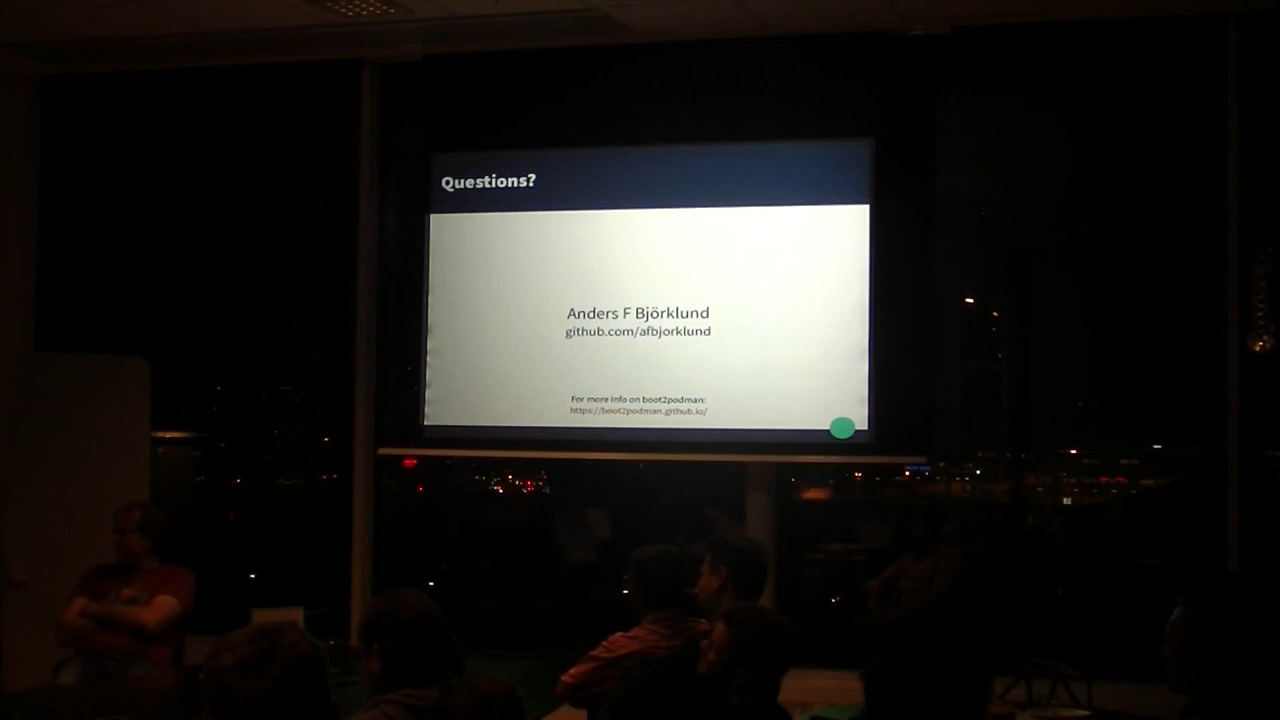 Questions?
Anders F Björklund
github.com/afbjorklund
For more info on boot2podman:
https://boot2podman.github.io/